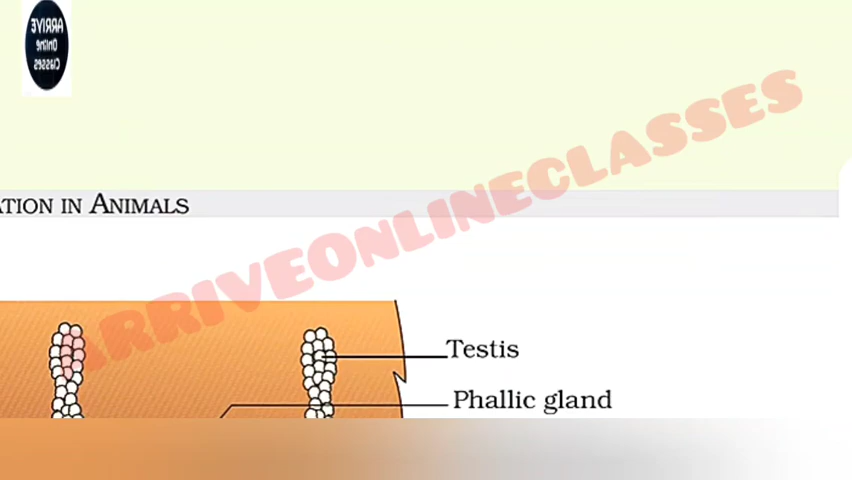 ARRIVE
Online
Classes
ARRIVEONLINECLASSES
ATION IN ANIMALS
Testis
Phallic gland